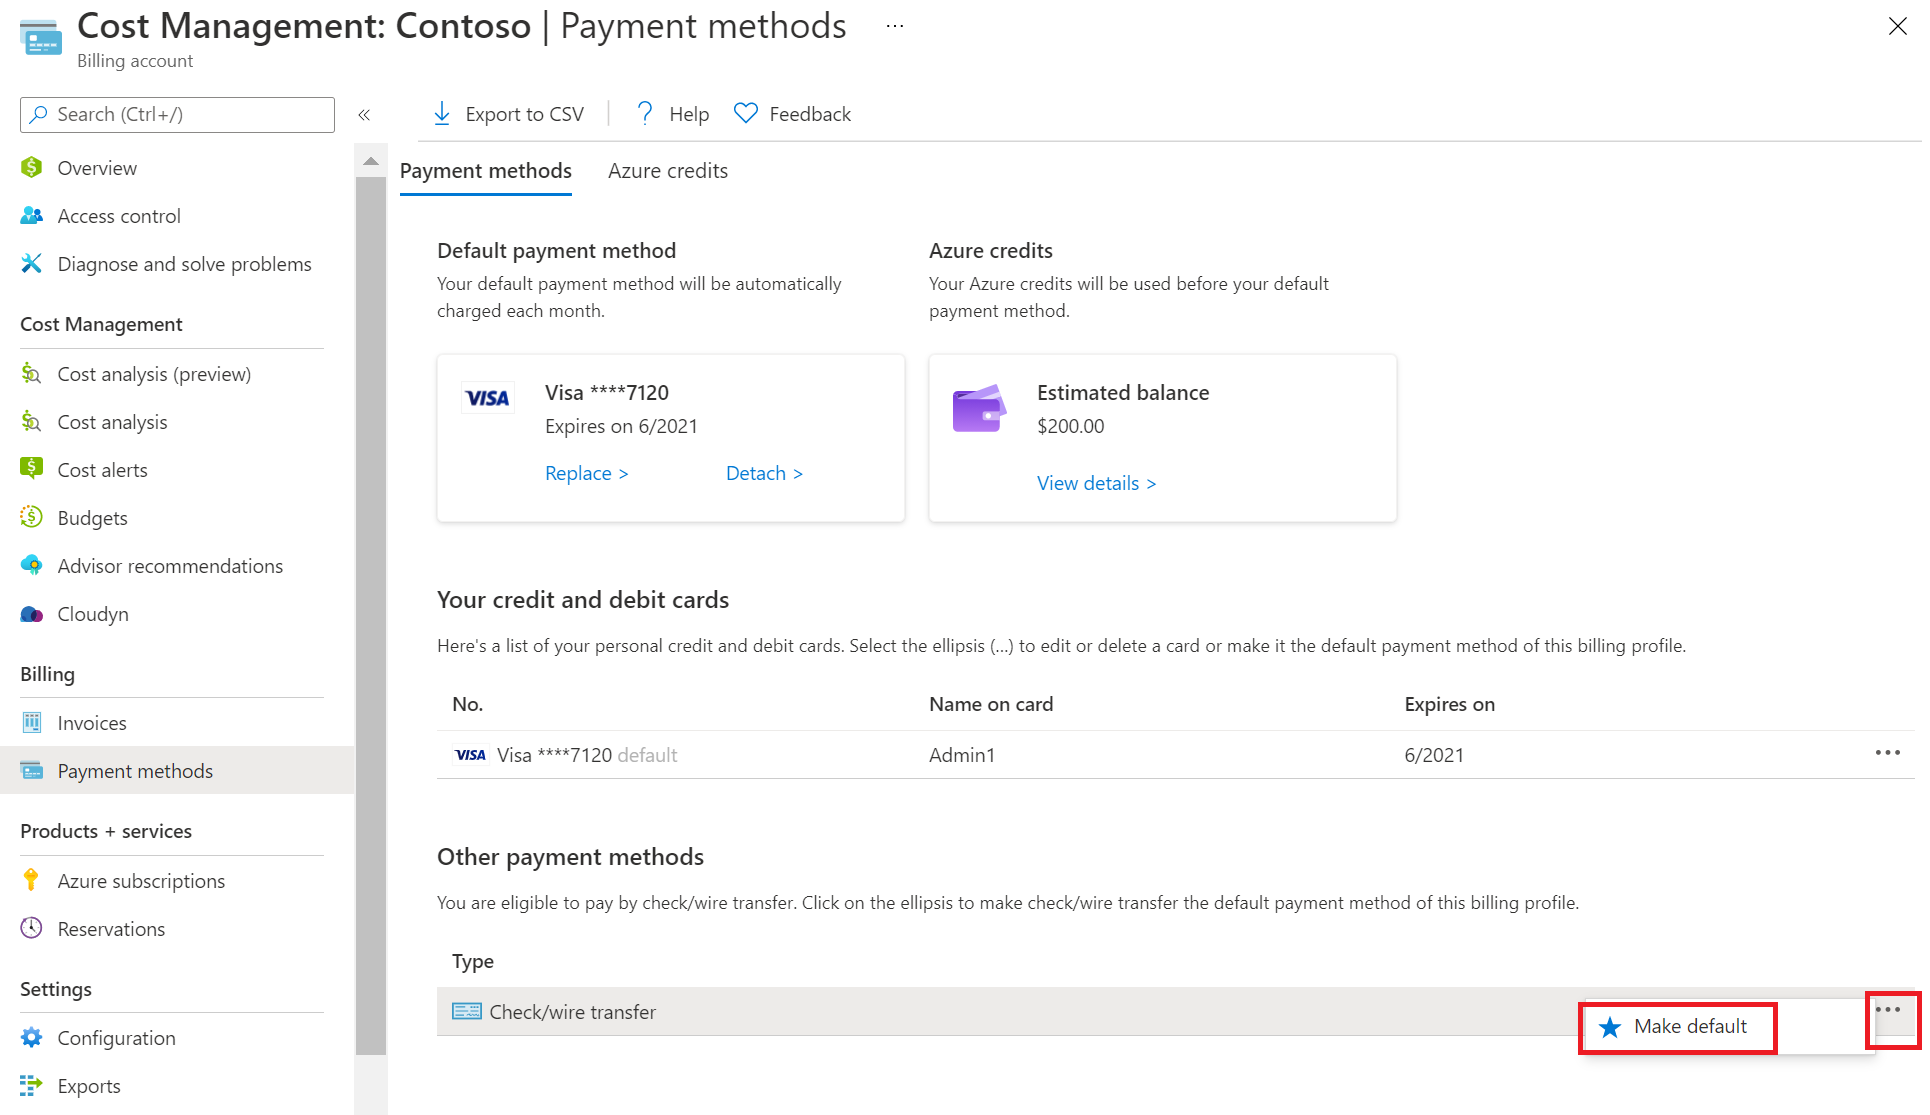 Cost Management: Contoso | Payment methods ...
Billing account
Search (Ctrl+/)
«
Overview
Access control
Diagnose and solve problems
Cost Management
Cost analysis (preview)
Cost analysis
Cost alerts
Budgets
Advisor recommendations
Cloudyn
Billing
Invoices
Payment methods
Products + services
Azure subscriptions
Reservations
Settings
Configuration
Exports
Export to CSV
? Help
Feedback
Payment methods
Azure credits
Default payment method
Your default payment method will be automatically
charged each month.
VISA
Visa ****7120
Expires on 6/2021
Replace >
Detach >
Azure credits
Your Azure credits will be used before your default
payment method.
Estimated balance
$200.00
View details >
Your credit and debit cards
Here's a list of your personal credit and debit cards. Select the ellipsis (...) to edit or delete a card or make it the default payment method of this billing profile.
No. Name on card Expires on
VISA Visa ****7120 default Admin1 6/2021 ...
Other payment methods
You are eligible to pay by check/wire transfer. Click on the ellipsis to make check/wire transfer the default payment method of this billing profile.
Type
Check/wire transfer ...
Make default